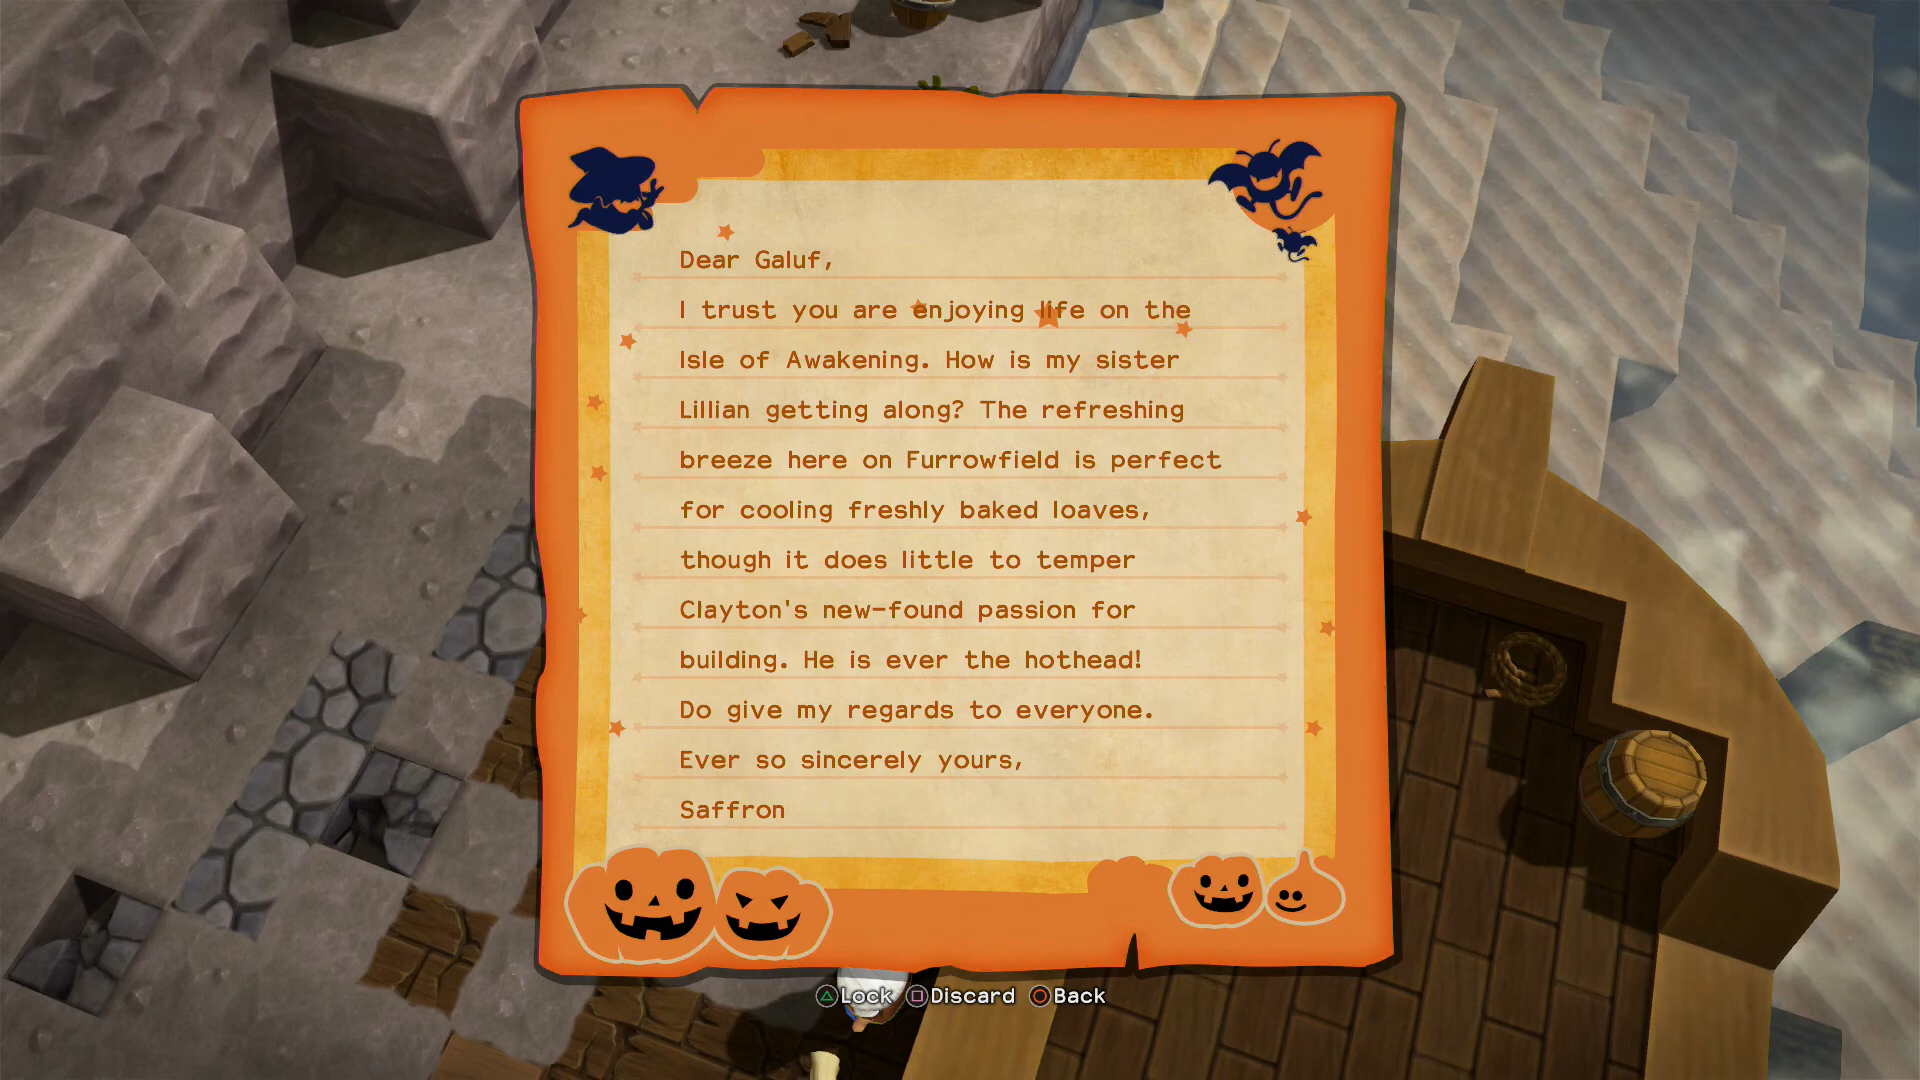 Dear Galuf,
I trust you are enjoying life on the
Isle of Awakening. How is my sister
Lillian getting along? The refreshing
breeze here on Furrowfield is perfect
for cooling freshly baked loaves,
though it does little to temper
Clayton's new-found passion for
building. He is ever the hothead!
Do give my regards to everyone.
Ever so sincerely yours,
Saffron
Lock Discard Back